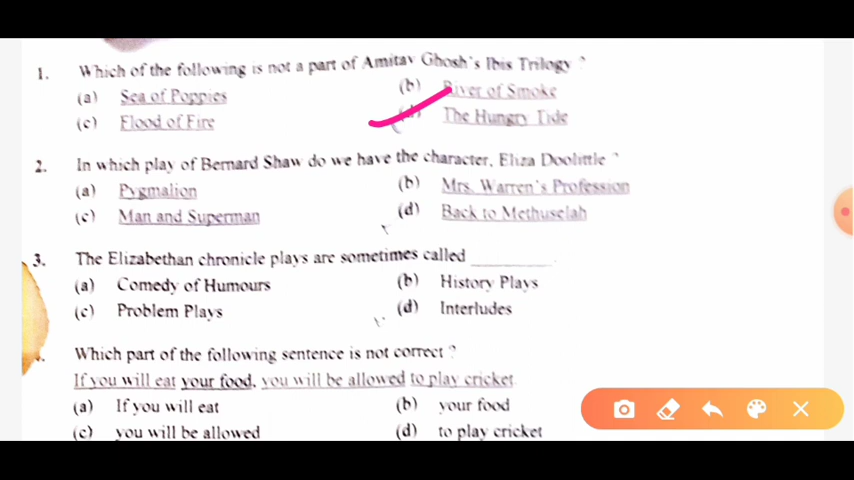 1. Which of the following is not a part of Amitav Ghosh's Ibis Trilogy ?
(a) Sea of Poppies (b) River of Smoke
(c) Flood of Fire (d) The Hungry Tide
2. In which play of Bernard Shaw do we have the character, Eliza Doolittle ?
(a) Pygmalion (b) Mrs. Warren's Profession
(c) Man and Superman (d) Back to Methuselah
3. The Elizabethan chronicle plays are sometimes called ________.
(a) Comedy of Humours (b) History Plays
(c) Problem Plays (d) Interludes
Which part of the following sentence is not correct ?
If you will eat your food, you will be allowed to play cricket
(a) If you will eat (b) your food
(c) you will be allowed (d) to play cricket